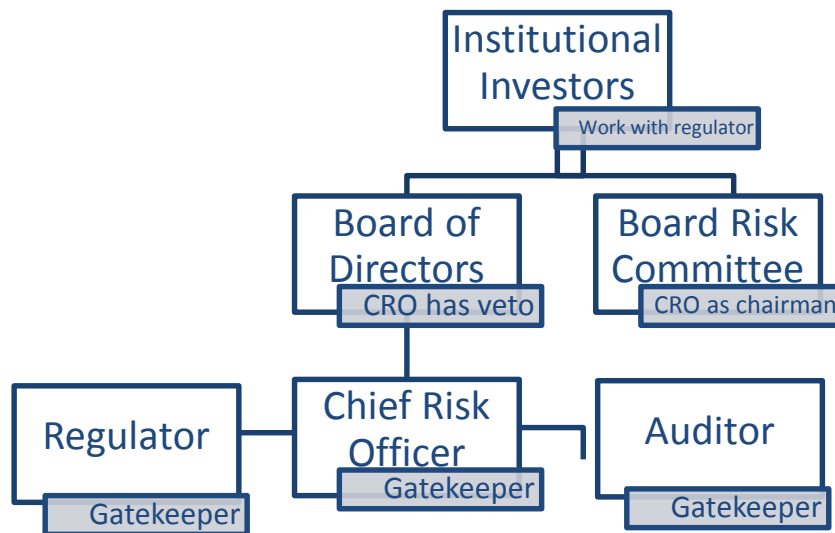 Institutional
Investors
Work with regulator
Board of
Directors
CRO has veto
Board Risk
Committee
CRO as chairman
Regulator
Gatekeeper
Chief Risk
Officer
Gatekeeper
Auditor
Gatekeeper